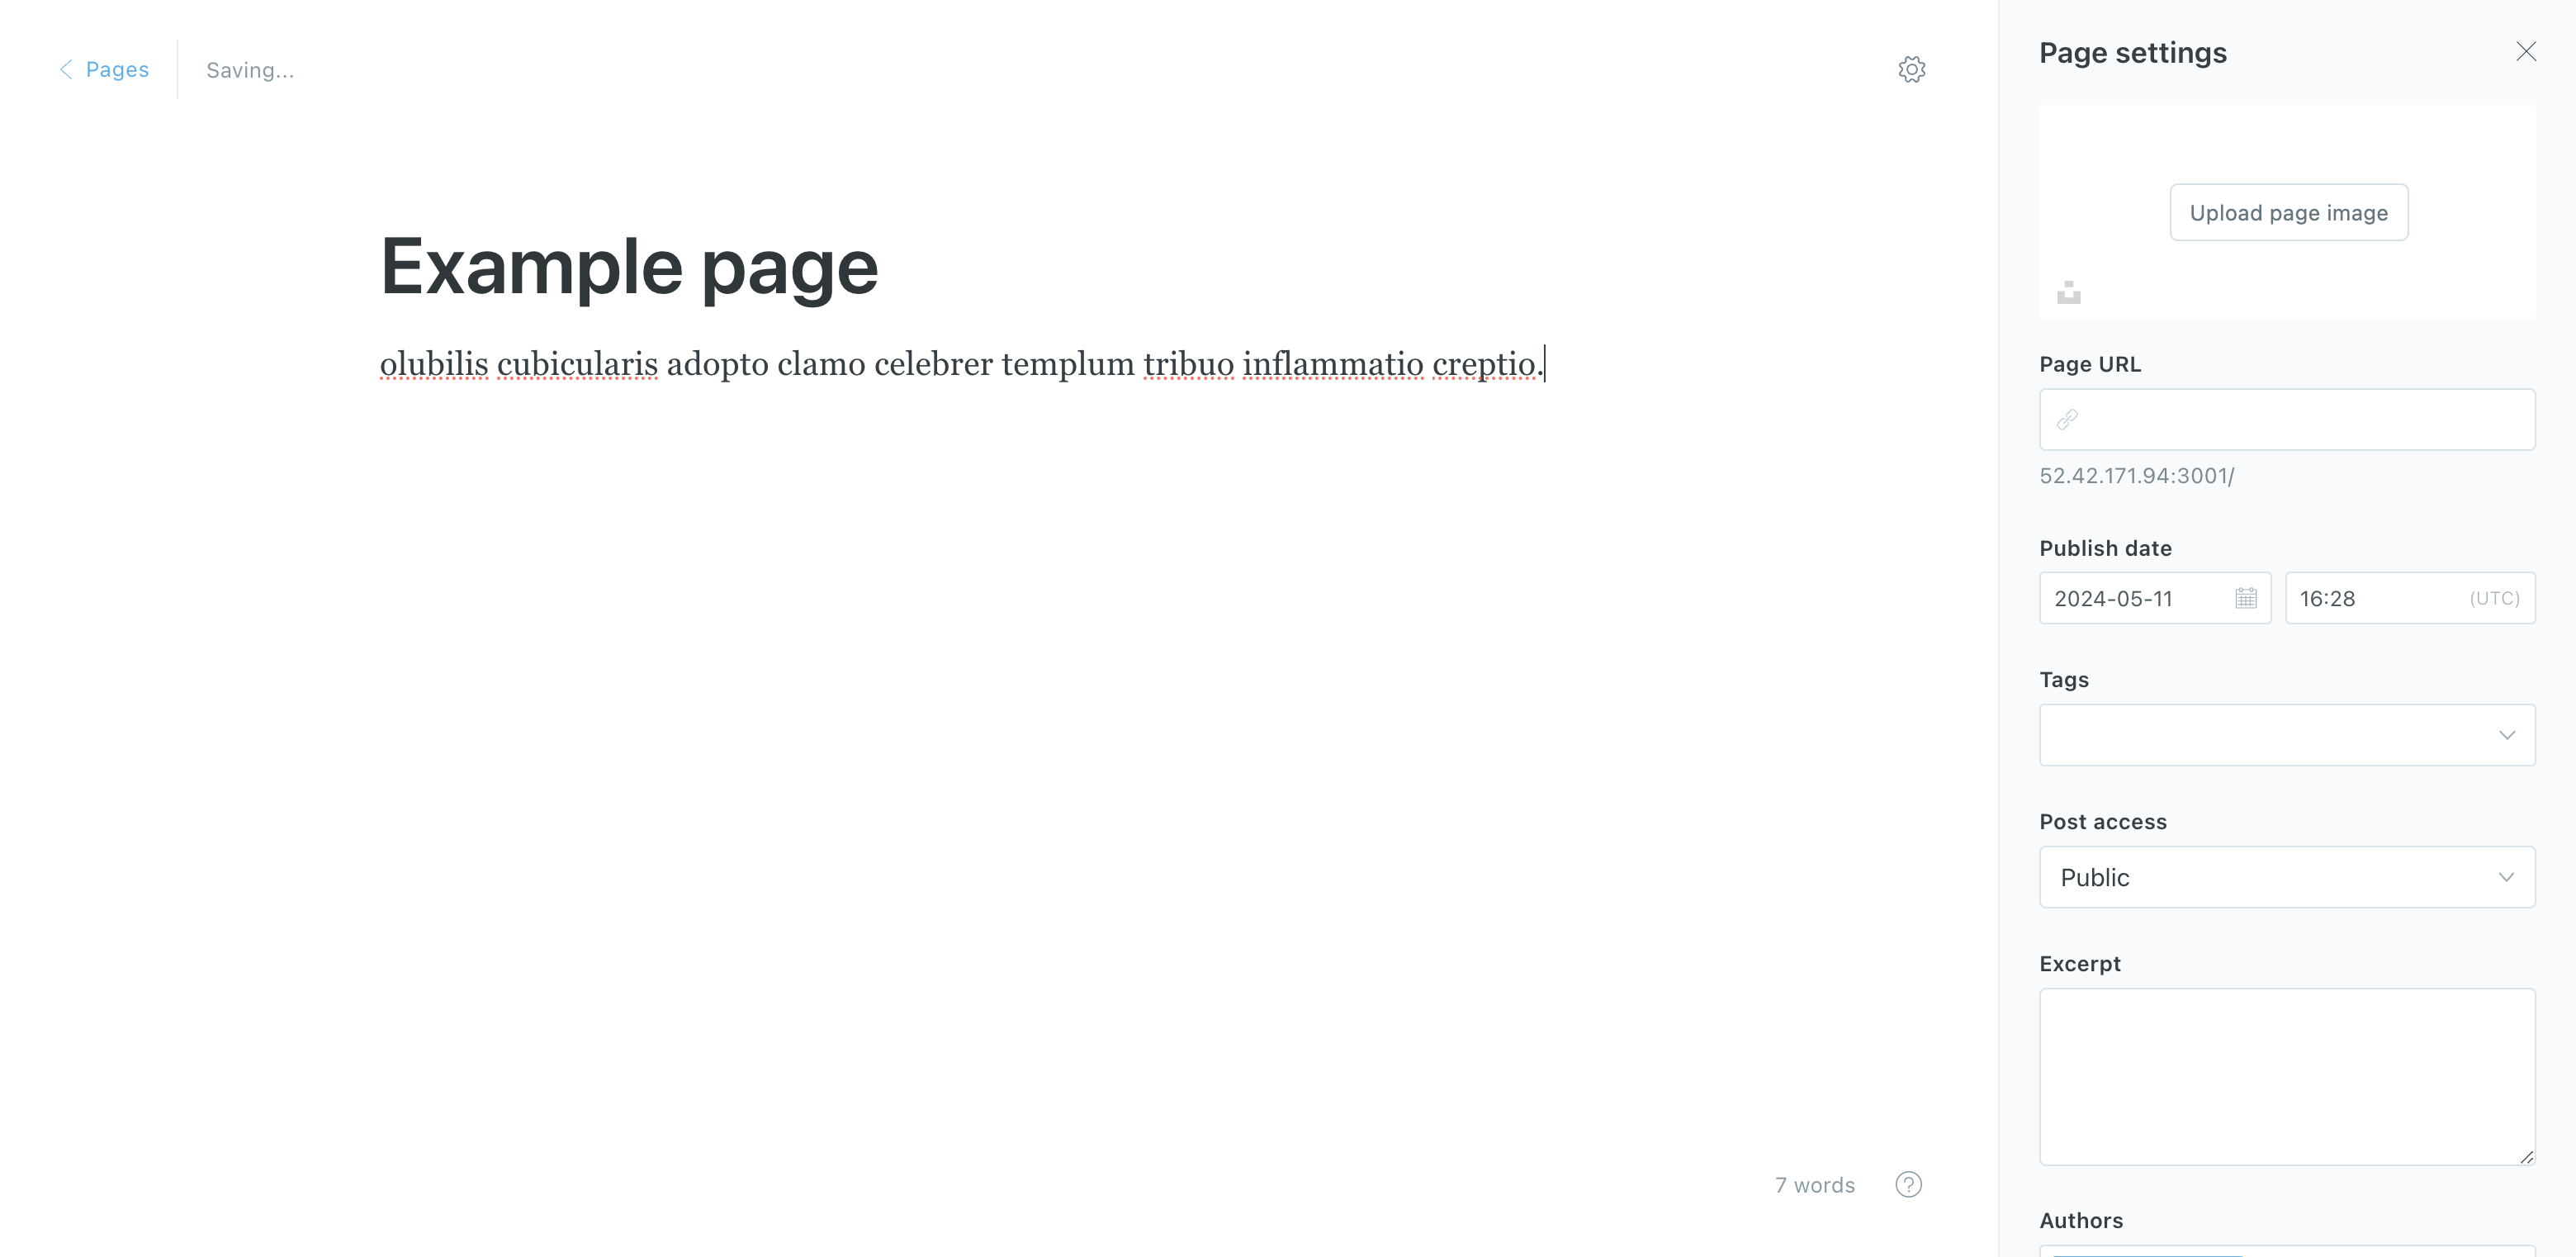 Pages
Saving...
Example page
olubilis cubicularis adopto clamo celebrer templum tribuo inflammatio creptio.
7 words
?
Page settings
Upload page image
Page URL
52.42.171.94:3001/
Publish date
2024-05-11
16:28 (UTC)
Tags
Post access
Public
Excerpt
Authors